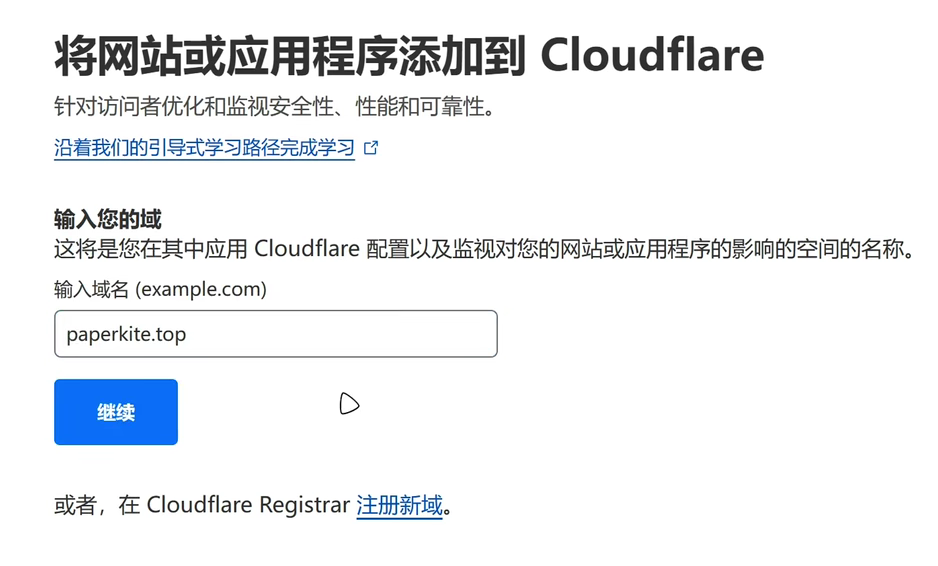 将网站或应用程序添加到 Cloudflare
针对访问者优化和监视安全性、性能和可靠性。
沿着我们的引导式学习路径完成学习
输入您的域
这将是您在其中应用 Cloudflare 配置以及监视对您的网站或应用程序的影响的空间的名称。
输入域名 (example.com)
paperkite.top
继续
或者，在 Cloudflare Registrar 注册新域。